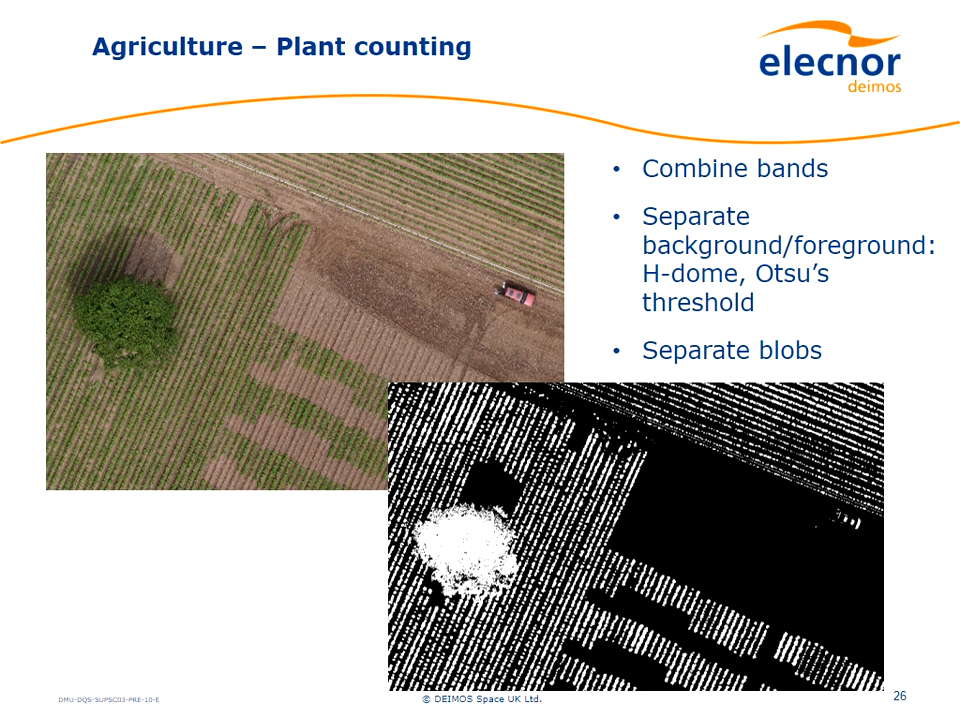 Agriculture – Plant counting
elecnor
deimos
• Combine bands
• Separate
background/foreground:
H-dome, Otsu’s
threshold
• Separate blobs
DMU-DQS-SUPSC03-PRE-10-E
© DEIMOS Space UK Ltd.
26